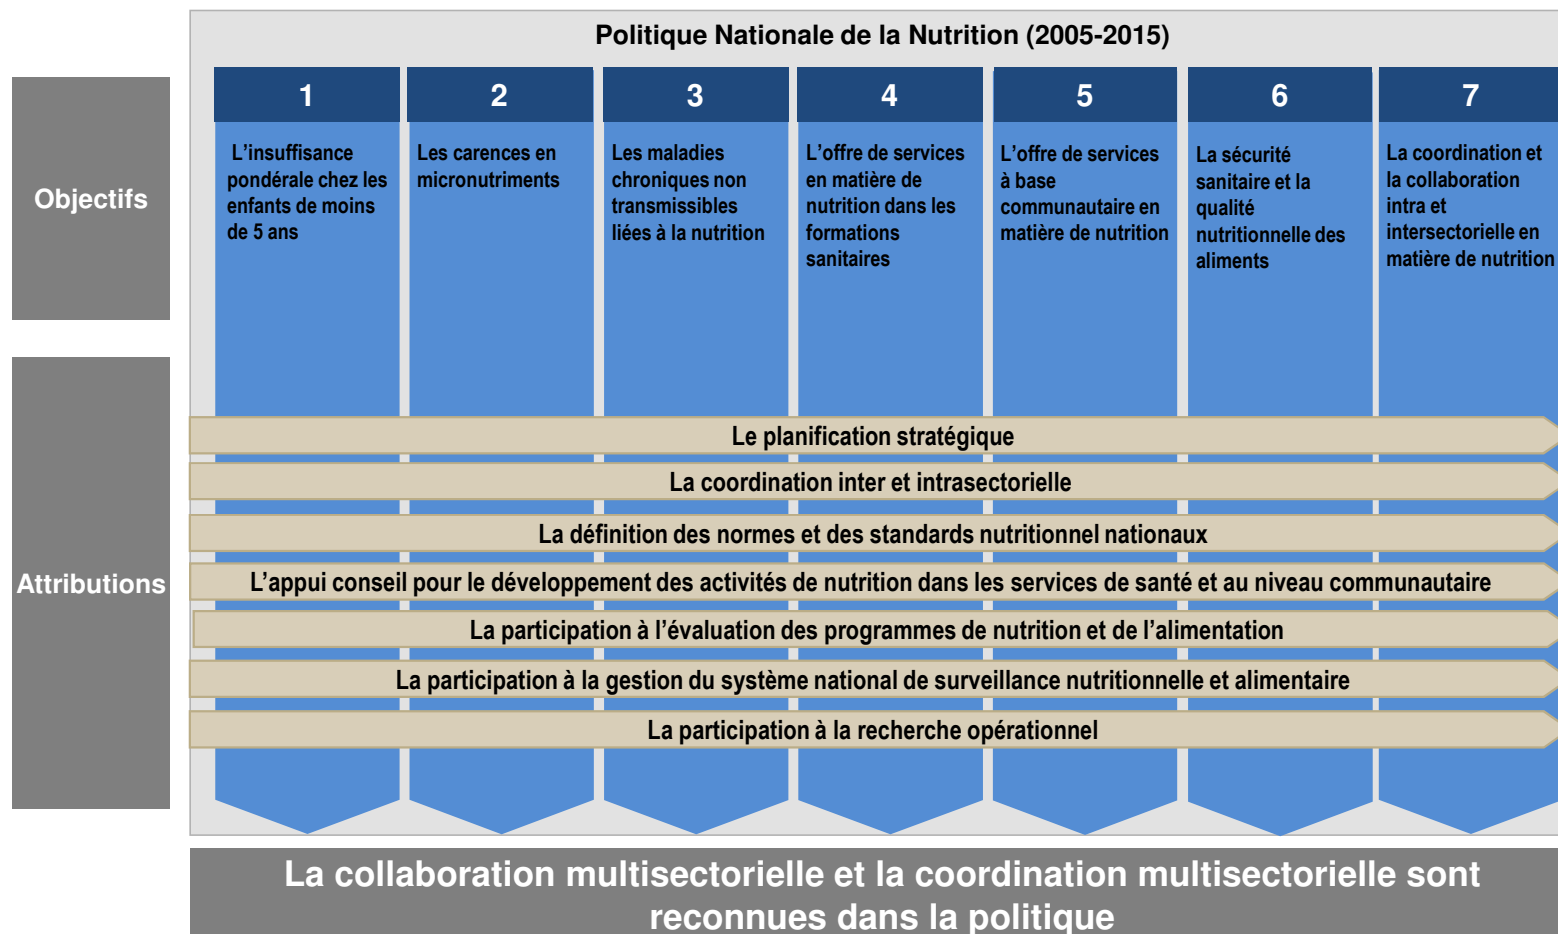 Politique Nationale de la Nutrition (2005-2015)
Objectifs
1
L'insuffisance
pondérale chez les
enfants de moins
de 5 ans
2
Les carences en
micronutriments
3
Les maladies
chroniques non
transmissibles
liées à la nutrition
4
L'offre de services
en matière de
nutrition dans les
formations
sanitaires
5
L'offre de services
à base
communautaire en
matière de nutrition
6
La sécurité
sanitaire et la
qualité
nutritionnelle des
aliments
7
La coordination et
la collaboration
intra et
intersectorielle en
matière de nutrition
Attributions
Le planification stratégique
La coordination inter et intrasectorielle
La définition des normes et des standards nutritionnel nationaux
L'appui conseil pour le développement des activités de nutrition dans les services de santé et au niveau communautaire
La participation à l'évaluation des programmes de nutrition et de l'alimentation
La participation à la gestion du système national de surveillance nutritionnelle et alimentaire
La participation à la recherche opérationnel
La collaboration multisectorielle et la coordination multisectorielle sont
reconnues dans la politique